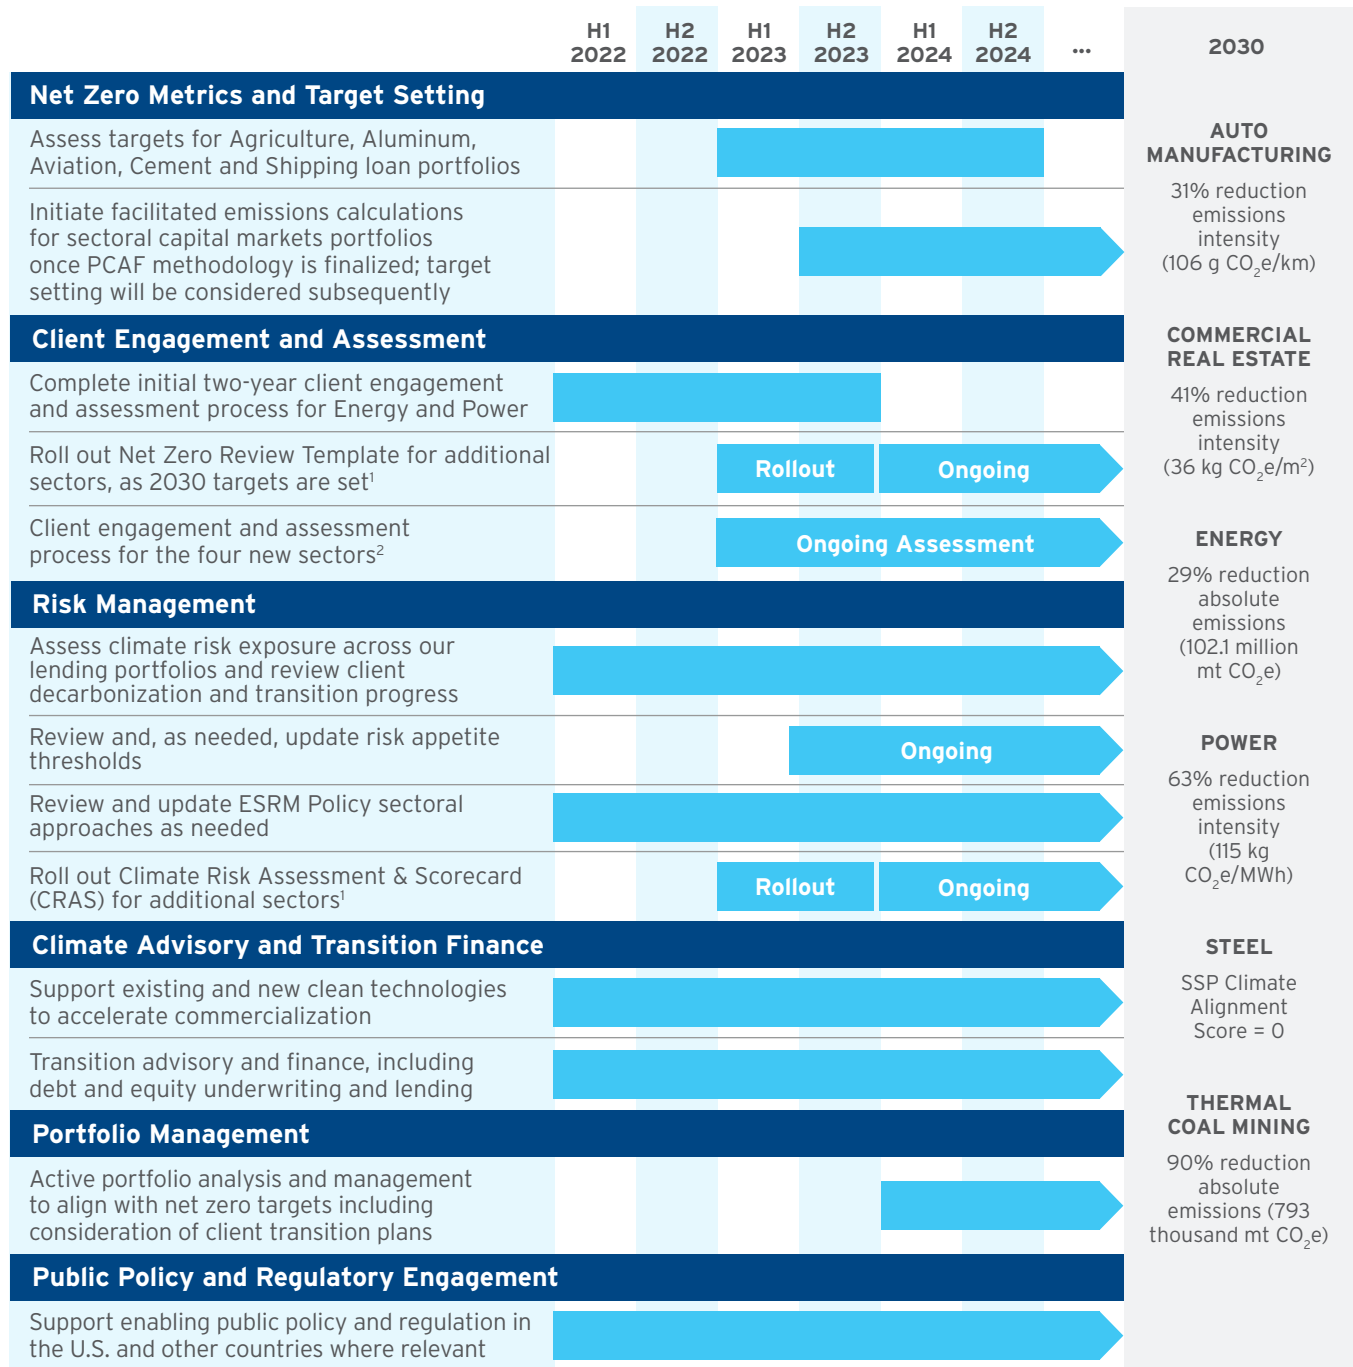 H1 2022
H2 2022
H1 2023
H2 2023
H1 2024
H2 2024
...
2030
Net Zero Metrics and Target Setting
Assess targets for Agriculture, Aluminum,
Aviation, Cement and Shipping loan portfolios
Initiate facilitated emissions calculations
for sectoral capital markets portfolios
once PCAF methodology is finalized; target
setting will be considered subsequently
Client Engagement and Assessment
Complete initial two-year client engagement
and assessment process for Energy and Power
Roll out Net Zero Review Template for additional
sectors, as 2030 targets are set¹
Rollout
Ongoing
Client engagement and assessment
process for the four new sectors²
Ongoing Assessment
Risk Management
Assess climate risk exposure across our
lending portfolios and review client
decarbonization and transition progress
Review and, as needed, update risk appetite
thresholds
Ongoing
Review and update ESRM Policy sectoral
approaches as needed
Roll out Climate Risk Assessment & Scorecard
(CRAS) for additional sectors¹
Rollout
Ongoing
Climate Advisory and Transition Finance
Support existing and new clean technologies
to accelerate commercialization
Transition advisory and finance, including
debt and equity underwriting and lending
Portfolio Management
Active portfolio analysis and management
to align with net zero targets including
consideration of client transition plans
Public Policy and Regulatory Engagement
Support enabling public policy and regulation in
the U.S. and other countries where relevant
AUTO
MANUFACTURING
31% reduction
emissions
intensity
(106 g CO₂e/km)
COMMERCIAL
REAL ESTATE
41% reduction
emissions
intensity
(36 kg CO₂e/m²)
ENERGY
29% reduction
absolute
emissions
(102.1 million
mt CO₂e)
POWER
63% reduction
emissions
intensity
(115 kg
CO₂e/MWh)
STEEL
SSP Climate
Alignment
Score = 0
THERMAL
COAL MINING
90% reduction
absolute
emissions (793
thousand mt CO₂e)